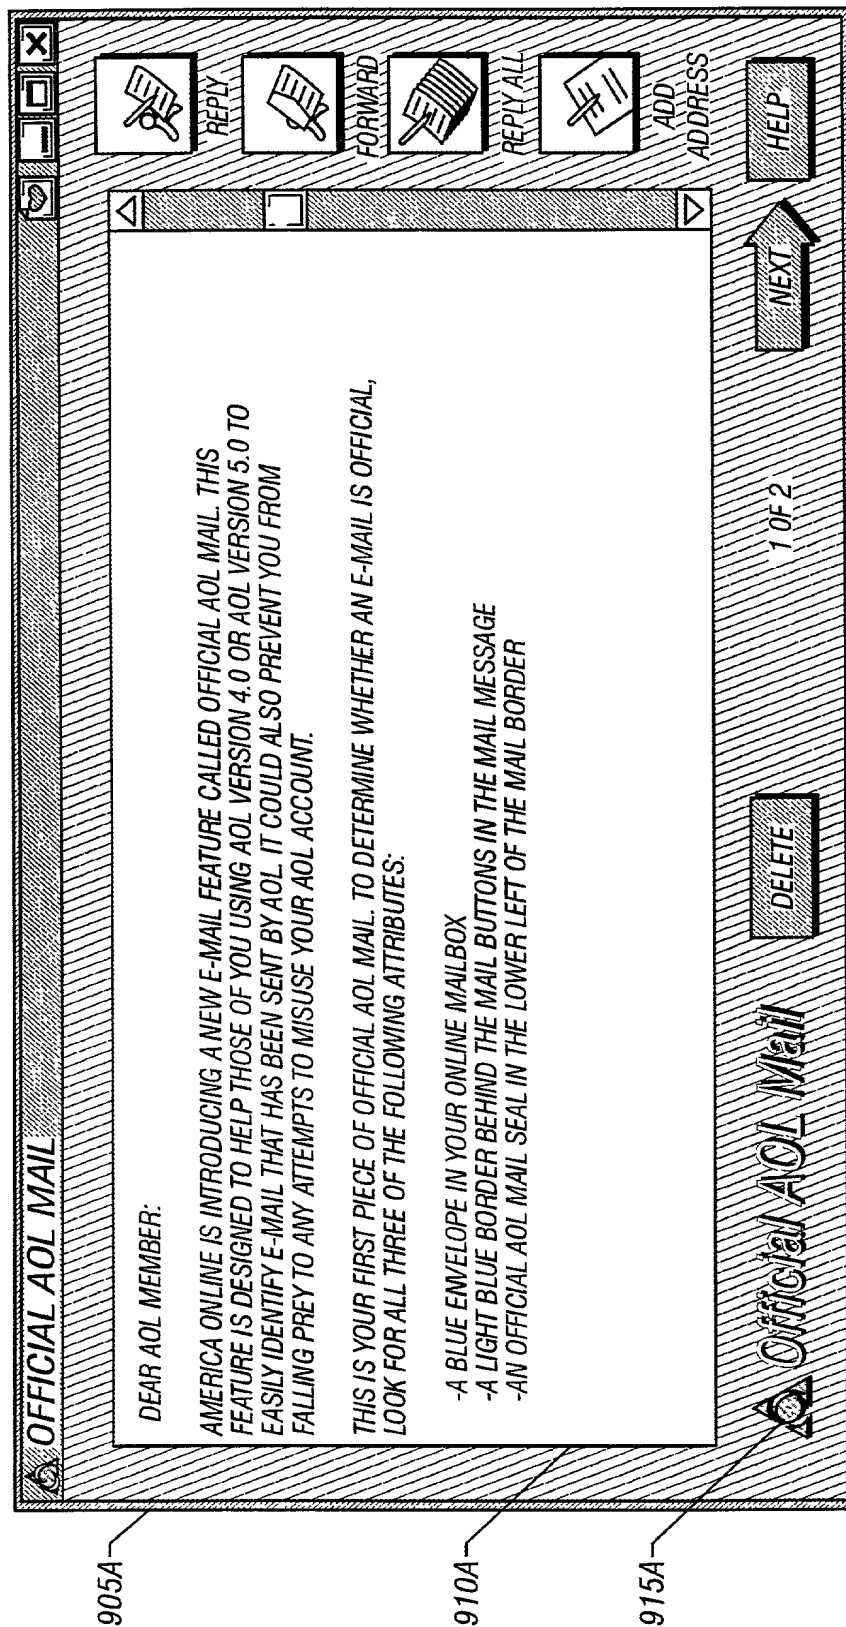 OFFICIAL AOL MAIL
DEAR AOL MEMBER:
AMERICA ONLINE IS INTRODUCING A NEW E-MAIL FEATURE CALLED OFFICIAL AOL MAIL. THIS
FEATURE IS DESIGNED TO HELP THOSE OF YOU USING AOL VERSION 4.0 OR AOL VERSION 5.0 TO
EASILY IDENTIFY E-MAIL THAT HAS BEEN SENT BY AOL. IT COULD ALSO PREVENT YOU FROM
FALLING PREY TO ANY ATTEMPTS TO MISUSE YOUR AOL ACCOUNT.
THIS IS YOUR FIRST PIECE OF OFFICIAL AOL MAIL. TO DETERMINE WHETHER AN E-MAIL IS OFFICIAL,
LOOK FOR ALL THREE OF THE FOLLOWING ATTRIBUTES:
-A BLUE ENVELOPE IN YOUR ONLINE MAILBOX
-A LIGHT BLUE BORDER BEHIND THE MAIL BUTTONS IN THE MAIL MESSAGE
-AN OFFICIAL AOL MAIL SEAL IN THE LOWER LEFT OF THE MAIL BORDER
REPLY
FORWARD
REPLY ALL
ADD
ADDRESS
Official AOL Mail
DELETE
1 OF 2
NEXT
HELP
905A
910A
915A